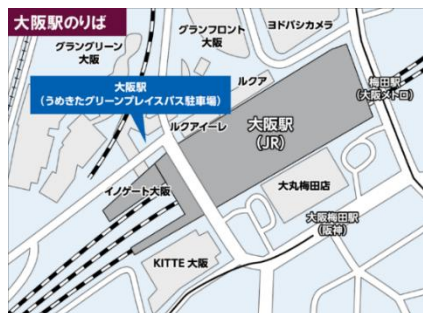 大阪駅のりば
グラングリーン
大阪
グランフロント
大阪
ヨドバシカメラ
大阪駅
(うめきたグリーンプレイスバス駐車場)
ルクア
梅田駅
(大阪メトロ)
ルクアイーレ
大阪駅
(JR)
イノゲート大阪
大丸梅田店
大阪梅田駅
(阪神)
KITTE 大阪